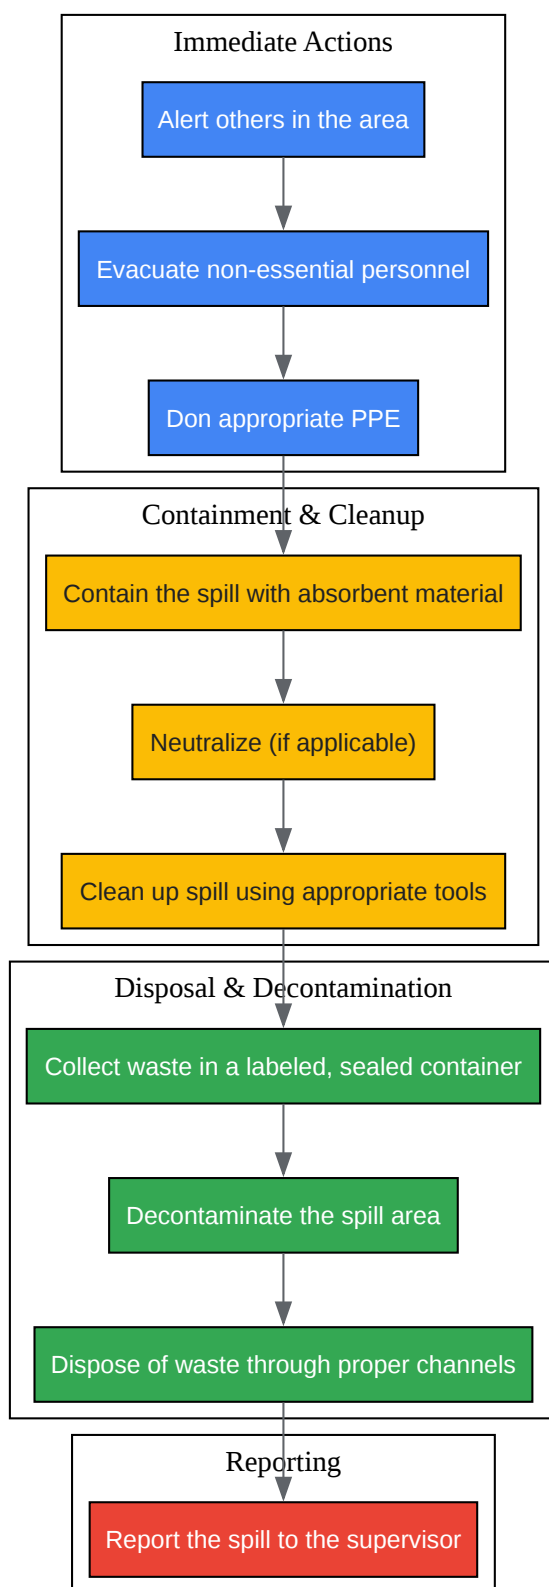 Immediate Actions
Alert others in the area
Evacuate non-essential personnel
Don appropriate PPE
Containment & Cleanup
Contain the spill with absorbent material
Neutralize (if applicable)
Clean up spill using appropriate tools
Disposal & Decontamination
Collect waste in a labeled, sealed container
Decontaminate the spill area
Dispose of waste through proper channels
Reporting
Report the spill to the supervisor